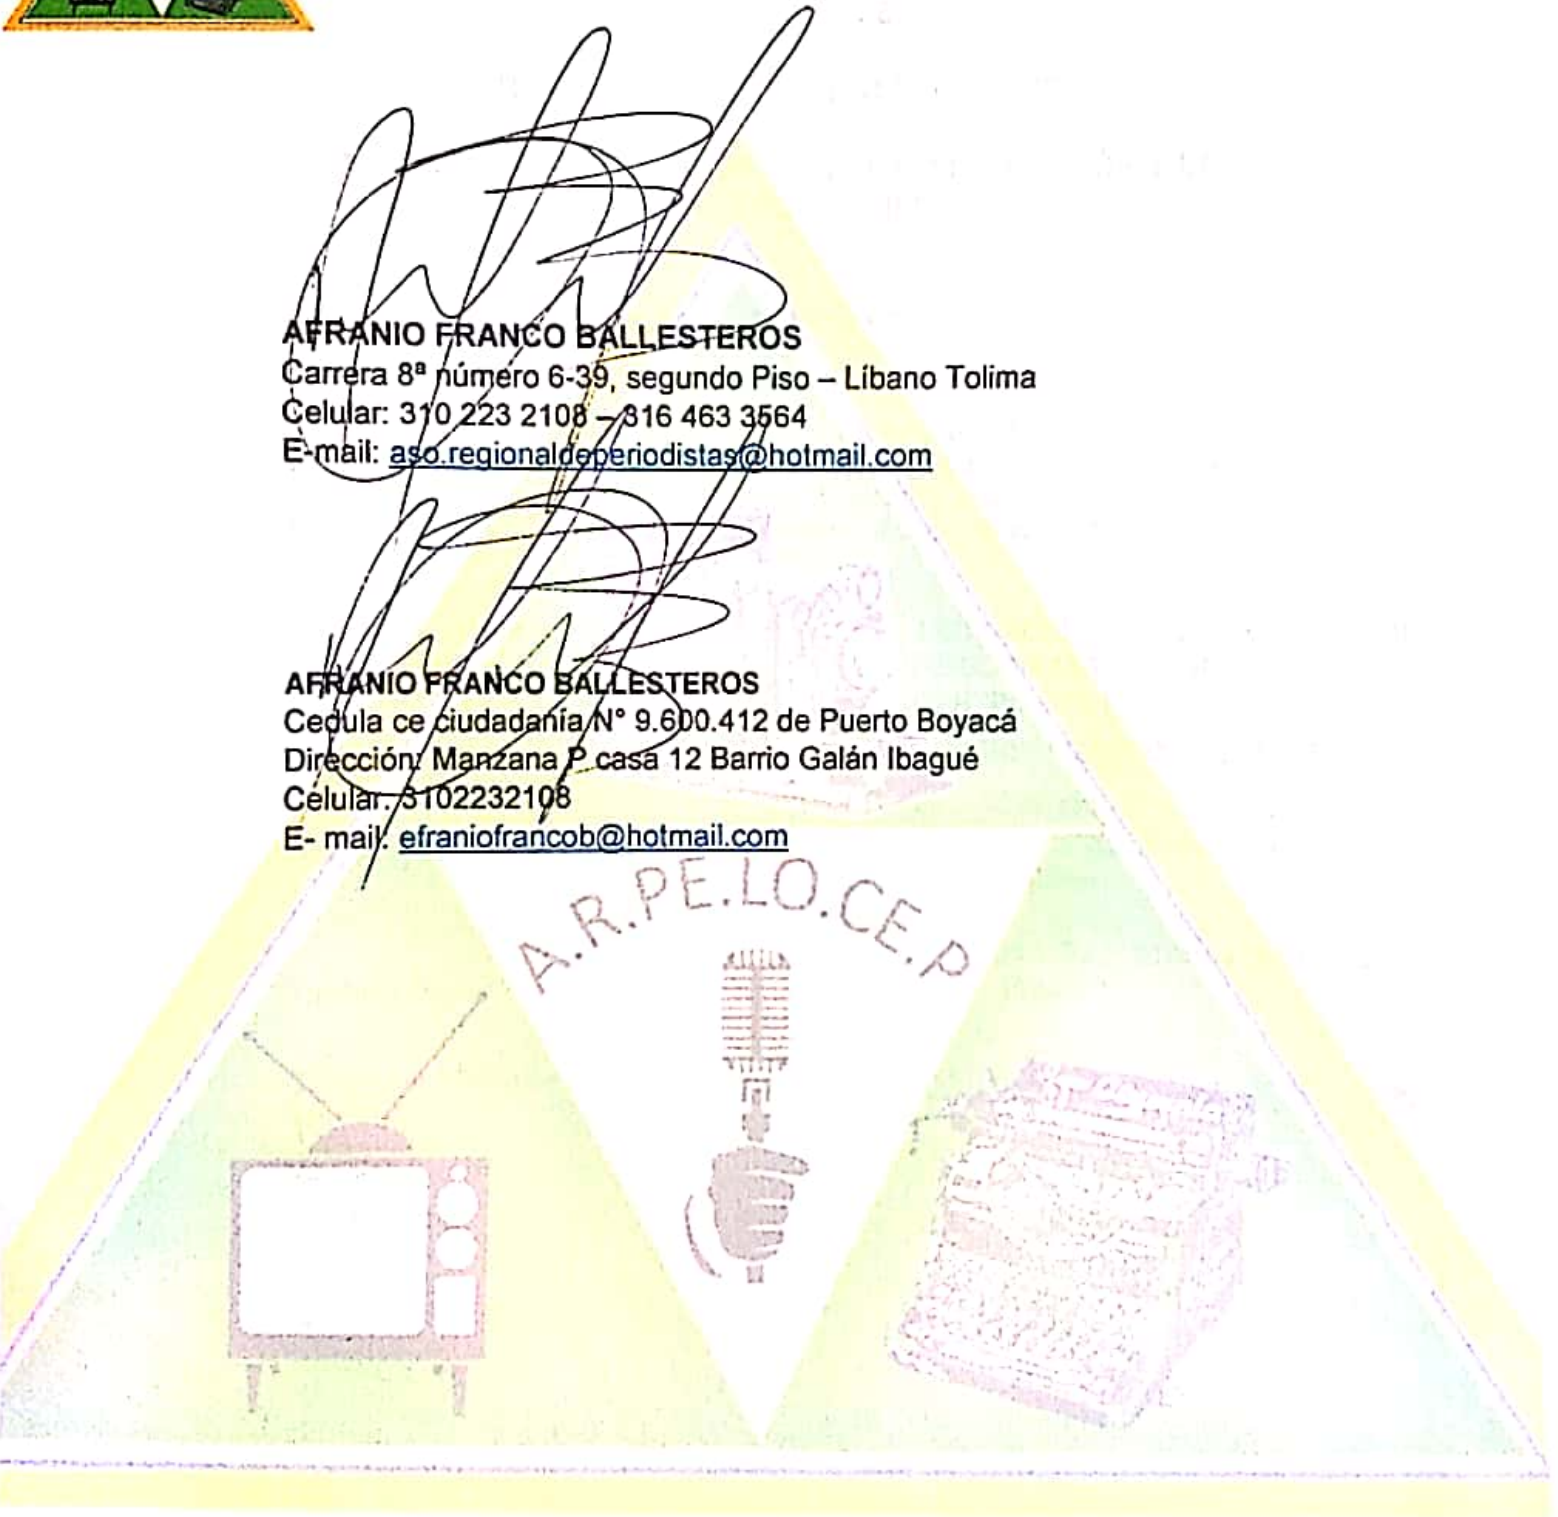 AFRANIO FRANCO BALLESTEROS
Carrera 8ª número 6-39, segundo Piso – Líbano Tolima
Celular: 310 223 2108 – 316 463 3564
E-mail: aso.regionaldeperiodistas@hotmail.com
AFRANIO FRANCO BALLESTEROS
Cedula ce ciudadanía N° 9.600.412 de Puerto Boyacá
Dirección: Manzana P casa 12 Barrio Galán Ibagué
Celular. 3102232108
E- mail: efraniofrancob@hotmail.com
A.R.PE.LO.CE.P